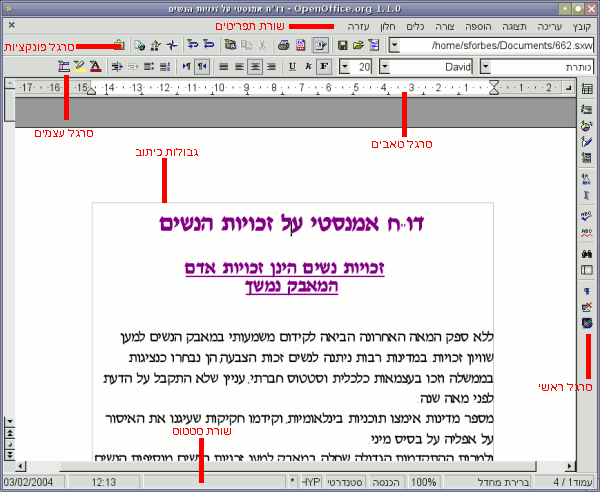 דו״ח אמנסטי על זכויות הנשים - OpenOffice.org 1.1.0
קובץ עריכה תצוגה הוספה צורה כלים חלון עזרה
שורת תפריטים
סרגל פונקציות
/home/sforbes/Documents/662.sxw
כותרת David 20
סרגל עצמים
סרגל טאבים
גבולות כיתוב
דו״ח אמנסטי על זכויות הנשים
זכויות נשים הינן זכויות אדם
המאבק נמשך
ללא ספק המאה האחרונה הביאה לקידום משמעותי במאבק הנשים למען
שוויון זכויות. במדינות רבות ניתנה לנשים זכות הצבעה,הן נבחרו כנציגות
בממשלה וזכו בעצמאות כלכלית וסטטוס חברתי, עניין שלא התקבל על הדעת
לפני מאה שנה.
מספר מדינות אימצו תוכניות בינלאומיות,וקידמו חקיקות שעיגנו את האיסור
על אפליה על בסיס מיני.
סרגל ראשי
שורת סטטוס
עמוד1 / 4 ברירת מחדל 100% הכנסה סטנדרטי HYP * 12:13 03/02/2004